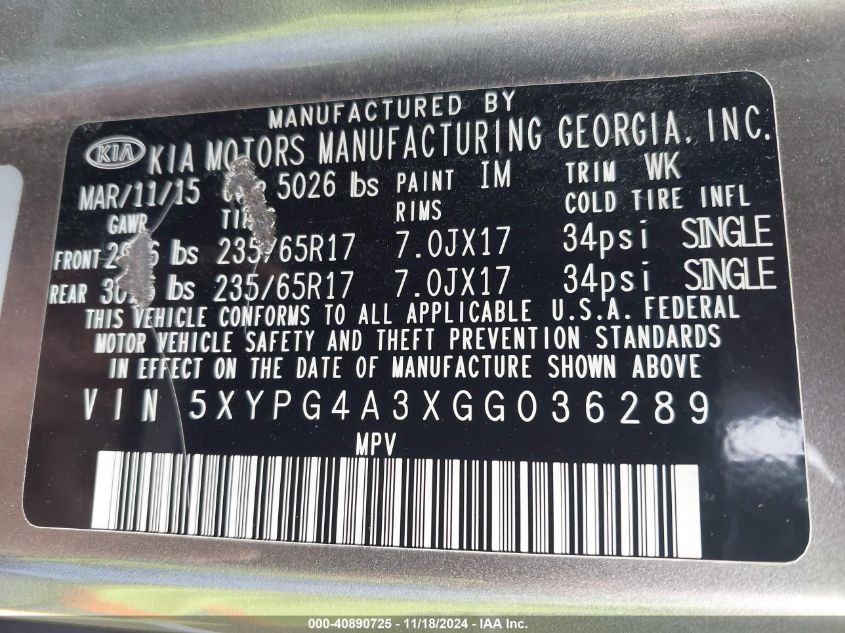 MANUFACTURED BY
KIA KIA MOTORS MANUFACTURING GEORGIA, INC.
MAR/11/15 5026 lbs PAINT IM TRIM WK
GAWR RIMS COLD TIRE INFL
FRONT lbs 235/65R17 7.0JX17 34psi SINGLE
REAR lbs 235/65R17 7.0JX17 34psi SINGLE
THIS VEHICLE CONFORMS TO ALL APPLICABLE U.S.A. FEDERAL
MOTOR VEHICLE SAFETY AND THEFT PREVENTION STANDARDS
IN EFFECT ON THE DATE OF MANUFACTURE SHOWN ABOVE
VIN 5XYPG4A3XGG036289
MPV
000-40890725 - 11/18/2024 - IAA Inc.